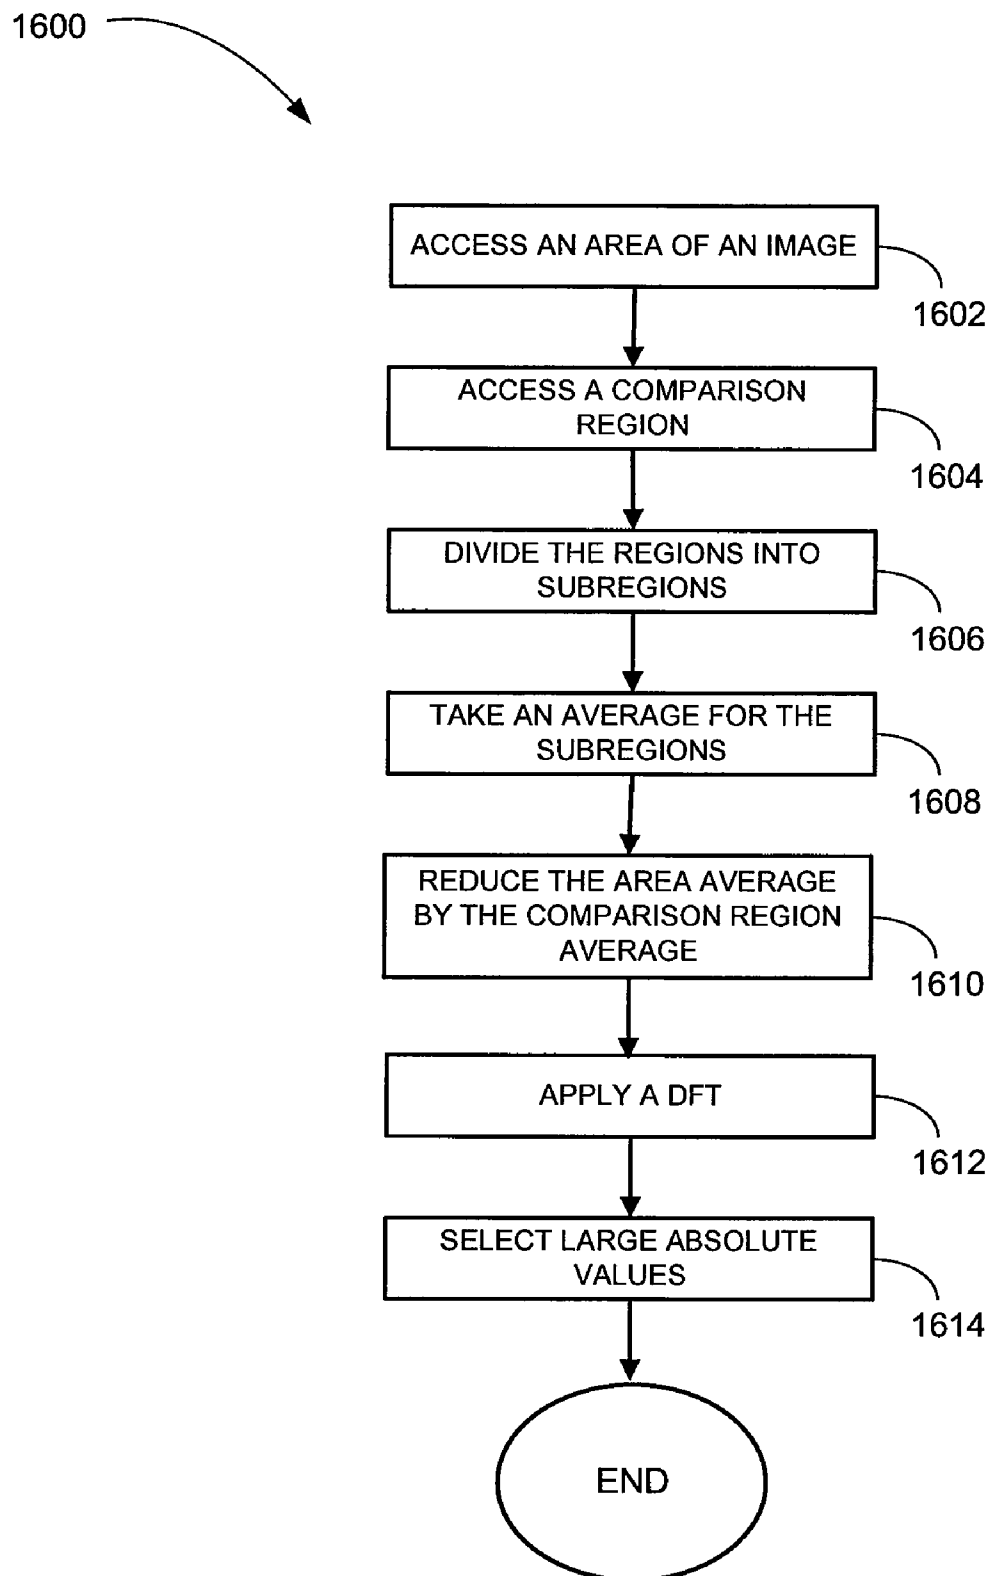 1600
ACCESS AN AREA OF AN IMAGE
1602
ACCESS A COMPARISON
REGION
1604
DIVIDE THE REGIONS INTO
SUBREGIONS
1606
TAKE AN AVERAGE FOR THE
SUBREGIONS
1608
REDUCE THE AREA AVERAGE
BY THE COMPARISON REGION
AVERAGE
1610
APPLY A DFT
1612
SELECT LARGE ABSOLUTE
VALUES
1614
END